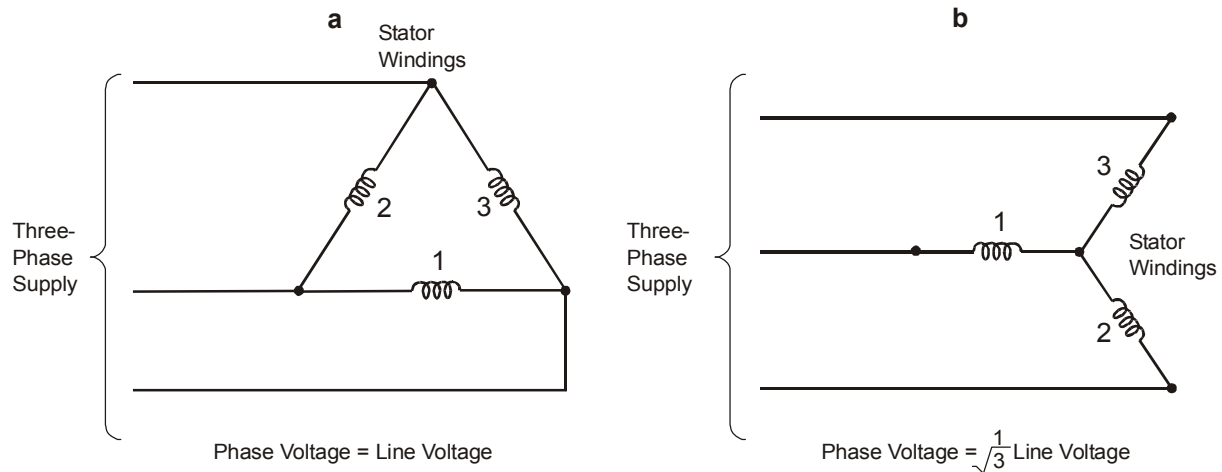 a
Stator
Windings
2
3
1
Three-
Phase
Supply
Phase Voltage = Line Voltage
b
3
1
Three-
Phase
Supply
Stator
Windings
2
Phase Voltage = √1/3 Line Voltage